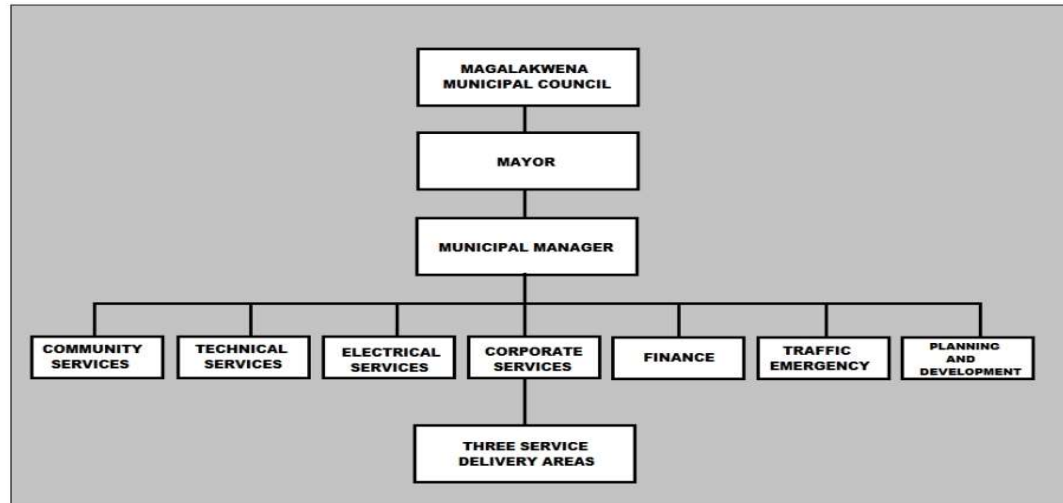 MAGALAKWENA
MUNICIPAL COUNCIL
MAYOR
MUNICIPAL MANAGER
COMMUNITY
SERVICES
TECHNICAL
SERVICES
ELECTRICAL
SERVICES
CORPORATE
SERVICES
FINANCE
TRAFFIC
EMERGENCY
PLANNING
AND
DEVELOPMENT
THREE SERVICE
DELIVERY AREAS